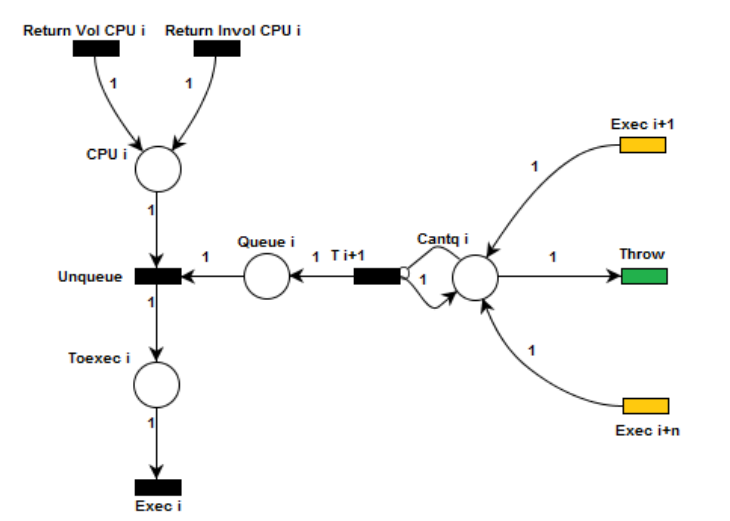 Return Vol CPU i
Return Invol CPU i
1
1
Exec i+1
CPU i
1
1
Cantq i
Queue i
T i+1
Throw
1
1
1
1
Unqueue
1
Toexec i
1
1
Exec i+n
Exec i